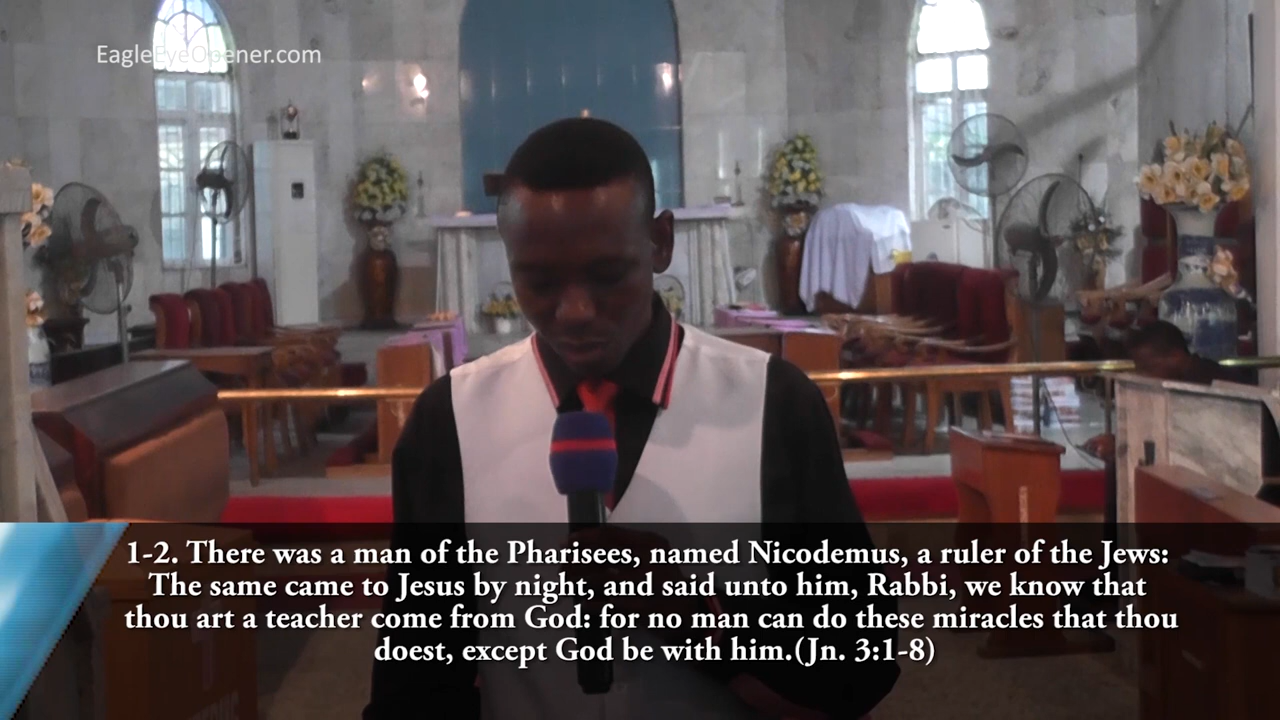 EagleEyeOpener.com
1-2. There was a man of the Pharisees, named Nicodemus, a ruler of the Jews:
The same came to Jesus by night, and said unto him, Rabbi, we know that
thou art a teacher come from God: for no man can do these miracles that thou
doest, except God be with him.(Jn. 3:1-8)